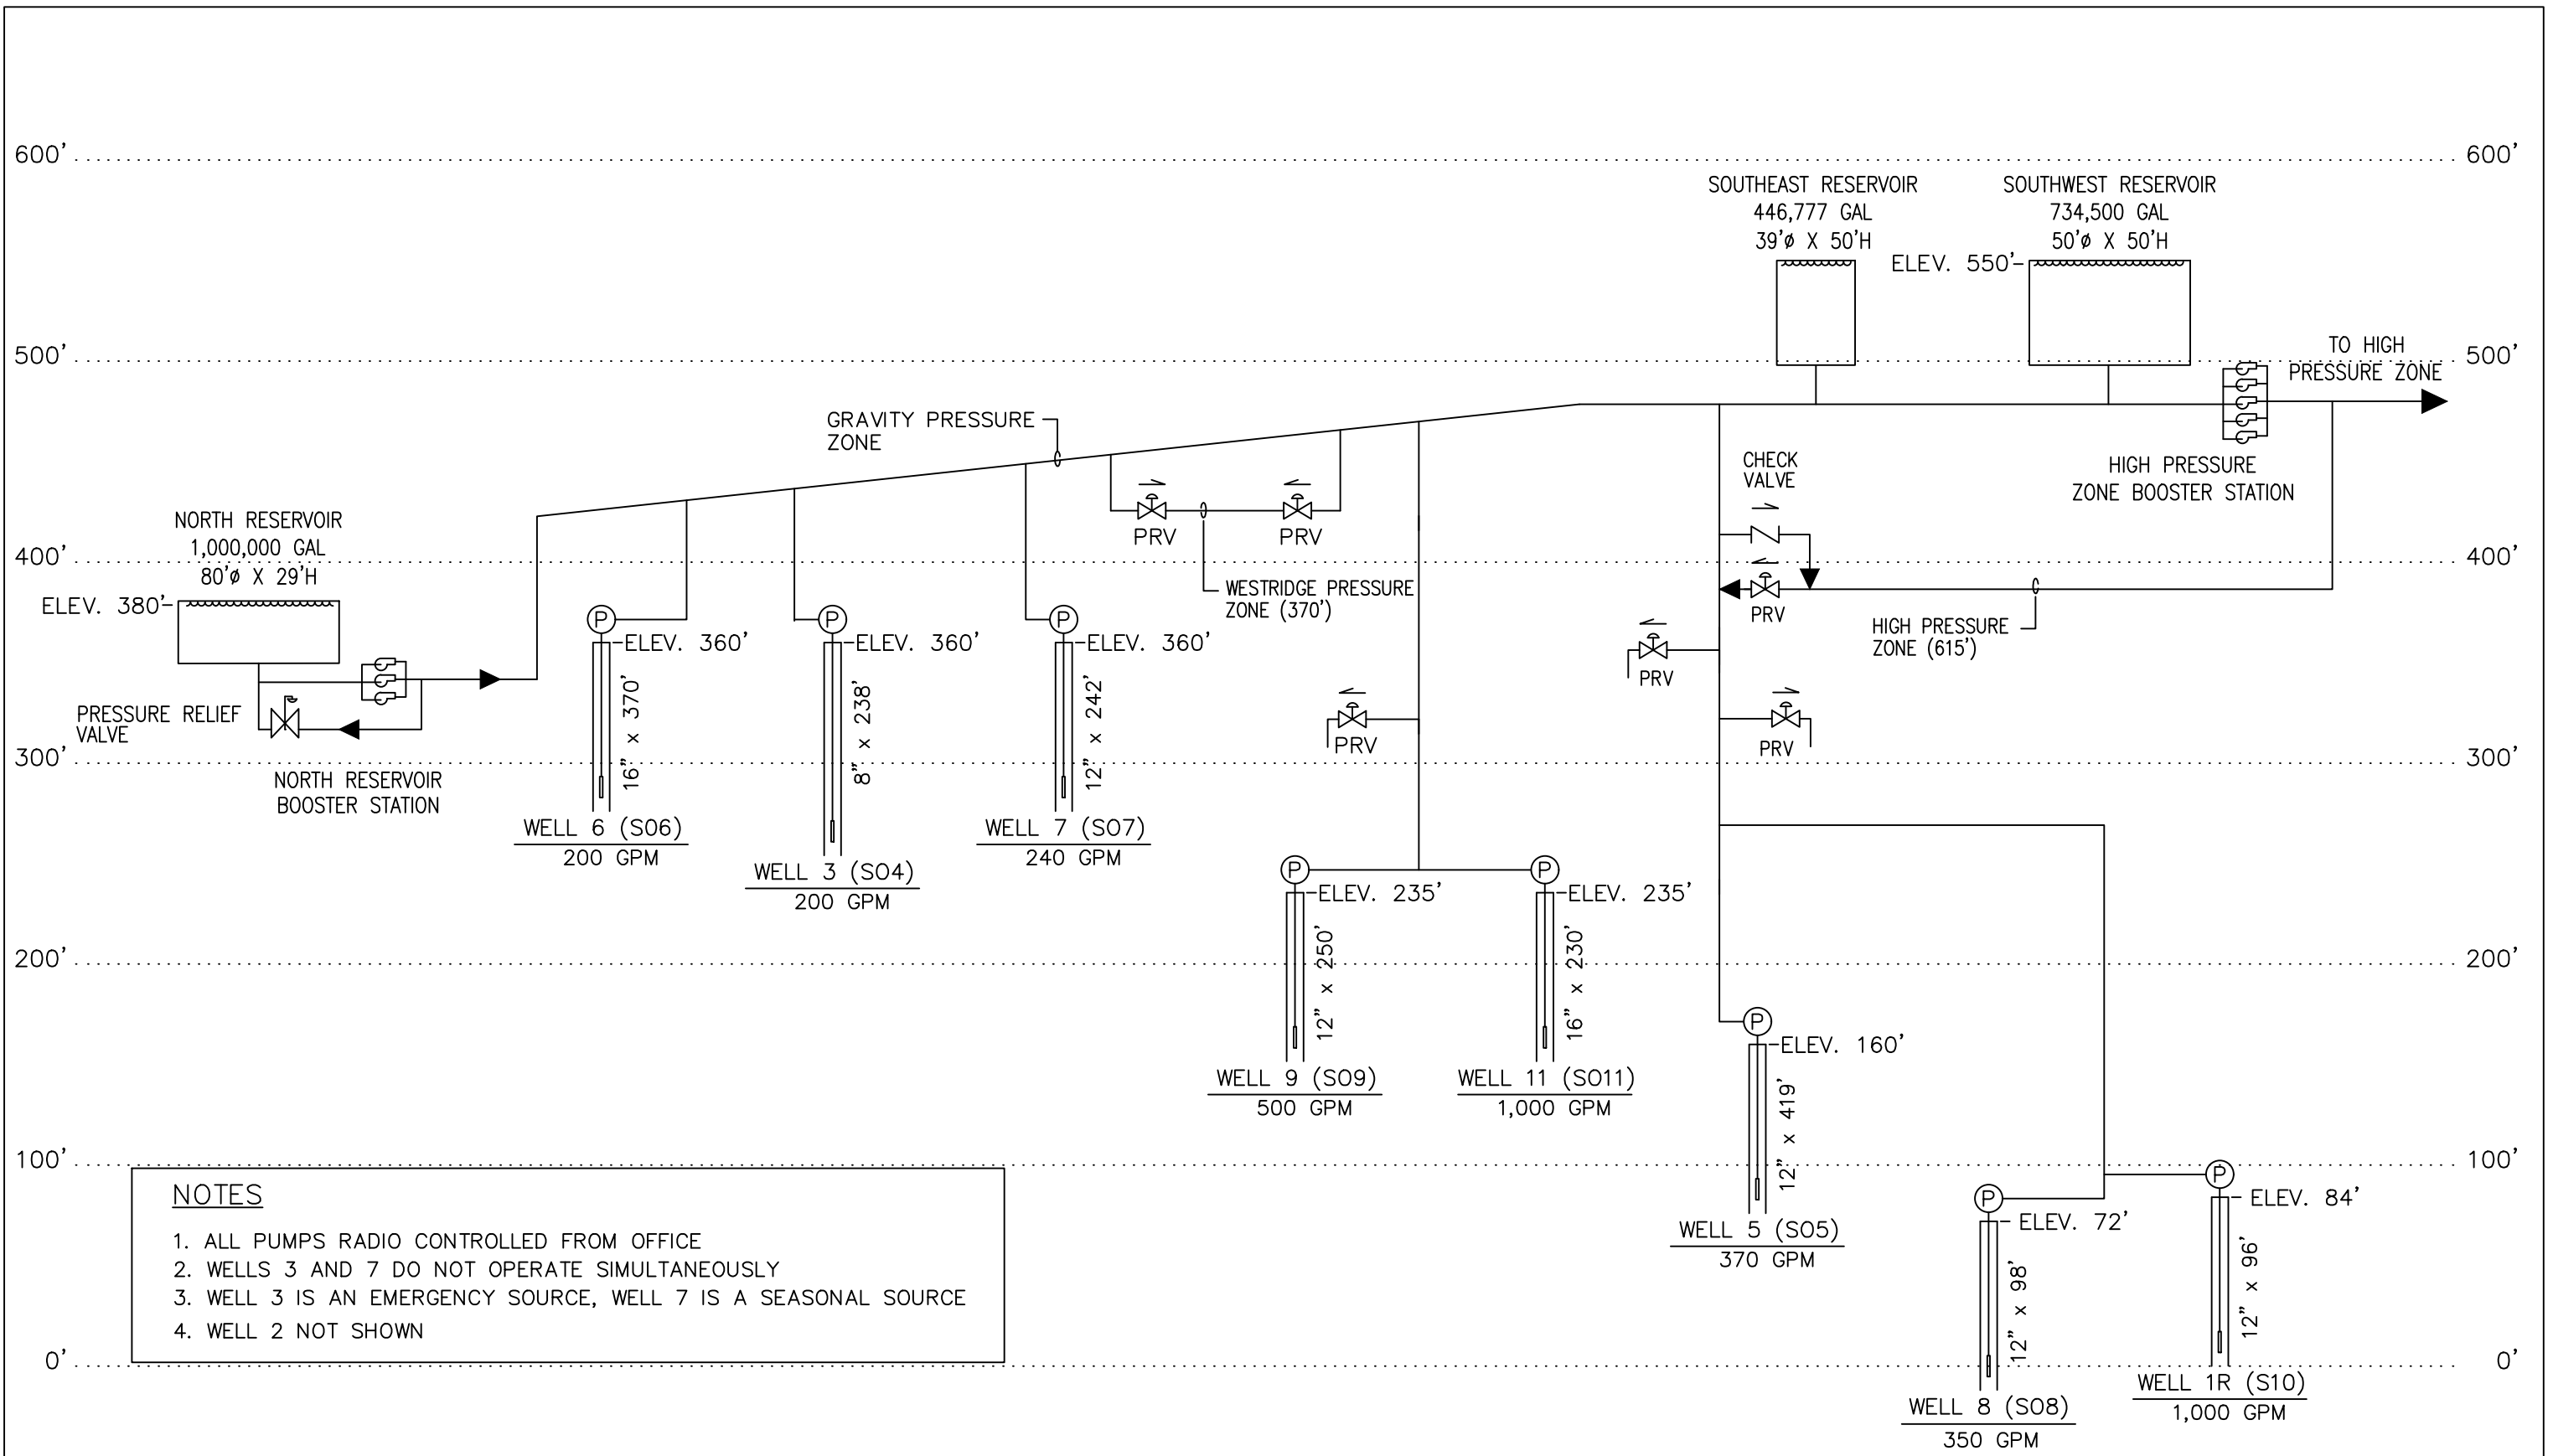 600'
600'
SOUTHEAST RESERVOIR
446,777 GAL
39'ø X 50'H
SOUTHWEST RESERVOIR
734,500 GAL
50'ø X 50'H
ELEV. 550'
500'
500'
TO HIGH
PRESSURE ZONE
GRAVITY PRESSURE
ZONE
CHECK
VALVE
HIGH PRESSURE
ZONE BOOSTER STATION
NORTH RESERVOIR
1,000,000 GAL
80'ø X 29'H
ELEV. 380'
PRV
PRV
400'
400'
WESTRIDGE PRESSURE
ZONE (370')
PRV
HIGH PRESSURE
ZONE (615')
P
ELEV. 360'
P
ELEV. 360'
P
ELEV. 360'
PRV
16" x 370'
8" x 238'
12" x 242'
PRESSURE RELIEF
VALVE
PRV
PRV
300'
300'
NORTH RESERVOIR
BOOSTER STATION
WELL 6 (S06)
200 GPM
WELL 3 (S04)
200 GPM
WELL 7 (S07)
240 GPM
P
ELEV. 235'
P
ELEV. 235'
12" x 250'
16" x 230'
200'
200'
P
ELEV. 160'
WELL 9 (S09)
500 GPM
WELL 11 (S011)
1,000 GPM
12" x 419'
100'
100'
P
ELEV. 72'
P
ELEV. 84'
WELL 5 (S05)
370 GPM
12" x 98'
12" x 96'
NOTES
1. ALL PUMPS RADIO CONTROLLED FROM OFFICE
2. WELLS 3 AND 7 DO NOT OPERATE SIMULTANEOUSLY
3. WELL 3 IS AN EMERGENCY SOURCE, WELL 7 IS A SEASONAL SOURCE
4. WELL 2 NOT SHOWN
0'
0'
WELL 8 (S08)
350 GPM
WELL 1R (S10)
1,000 GPM